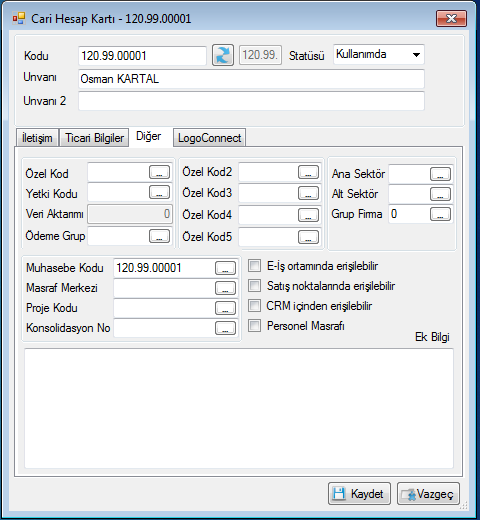 Cari Hesap Kartı - 120.99.00001
Kodu 120.99.00001 120.99. Statüsü Kullanımda
Unvanı Osman KARTAL
Unvanı 2
İletişim Ticari Bilgiler Diğer LogoConnect
Özel Kod ... Özel Kod2 ... Ana Sektör ...
Yetki Kodu ... Özel Kod3 ... Alt Sektör ...
Veri Aktarımı 0 Özel Kod4 ... Grup Firma 0 ...
Ödeme Grup ... Özel Kod5 ...
Muhasebe Kodu 120.99.00001 ... E-İş ortamında erişilebilir
Masraf Merkezi ... Satış noktalarında erişilebilir
Proje Kodu ... CRM içinden erişilebilir
Konsolidasyon No ... Personel Masrafı
Ek Bilgi
Kaydet Vazgeç